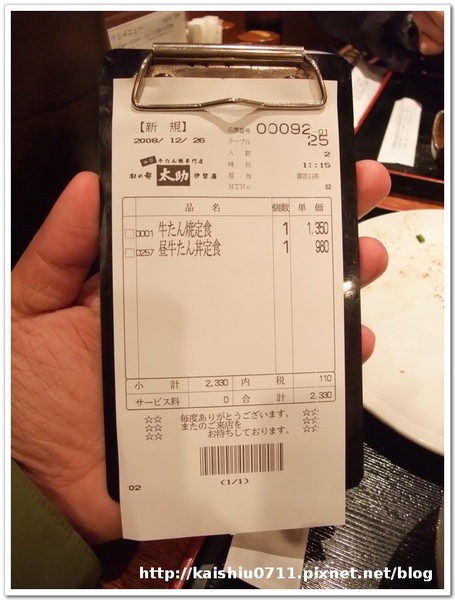 【新 規】
2008/ 12/ 26
伝票番号 00092
テーブル 25
人 数 2
時 刻 11:15
担 当
02
牛たん焼専門店
杜の都 太助
品 名 個数 単 価
0001 牛たん焼定食 1 1,350
0257 昼牛たん丼定食 1 980
小 計 2,330 内 税 110
サービス料 0 合 計 2,330
☆☆ 毎度ありがとうございます。 ☆☆
☆☆ またのご来店を ☆☆
☆☆ お待ちしております。 ☆☆
(1/1)
02
http://kaishiu0711.pixnet.net/blog